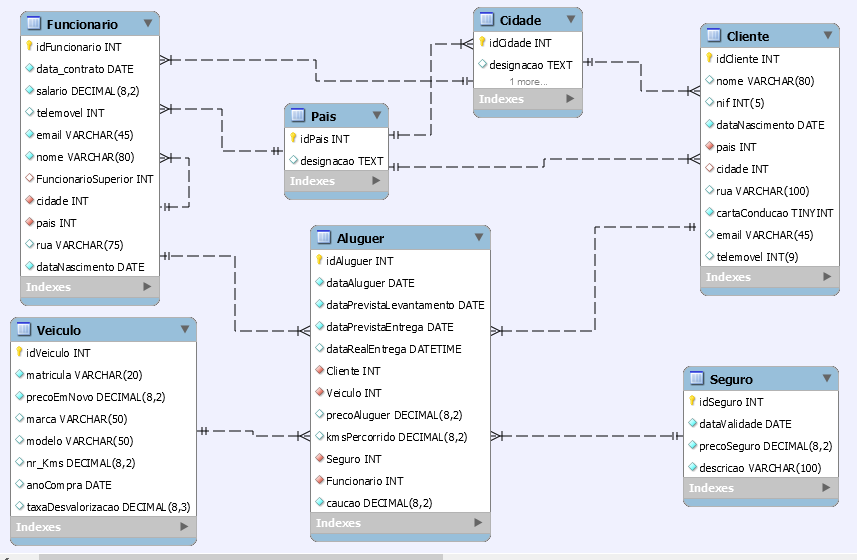 Funcionario
idFuncionario INT
data_contrato DATE
salario DECIMAL(8,2)
telemovel INT
email VARCHAR(45)
nome VARCHAR(80)
FuncionarioSuperior INT
cidade INT
pais INT
rua VARCHAR(75)
dataNascimento DATE
Indexes
Cidade
idCidade INT
designacao TEXT
1 more...
Indexes
Cliente
idCliente INT
nome VARCHAR(80)
nif INT(5)
dataNascimento DATE
pais INT
cidade INT
rua VARCHAR(100)
cartaConducao TINYINT
email VARCHAR(45)
telemovel INT(9)
Indexes
Pais
idPais INT
designacao TEXT
Indexes
Aluguer
idAluguer INT
dataAluguer DATE
dataPrevistaLevantamento DATE
dataPrevistaEntrega DATE
dataRealEntrega DATETIME
Cliente INT
Veiculo INT
precoAluguer DECIMAL(8,2)
kmsPercorrido DECIMAL(8,2)
Seguro INT
Funcionario INT
caucao DECIMAL(8,2)
Indexes
Veiculo
idVeiculo INT
matricula VARCHAR(20)
precoEmNovo DECIMAL(8,2)
marca VARCHAR(50)
modelo VARCHAR(50)
nr_Kms DECIMAL(8,2)
anoCompra DATE
taxaDesvalorizacao DECIMAL(8,3)
Indexes
Seguro
idSeguro INT
dataValidade DATE
precoSeguro DECIMAL(8,2)
descricao VARCHAR(100)
Indexes